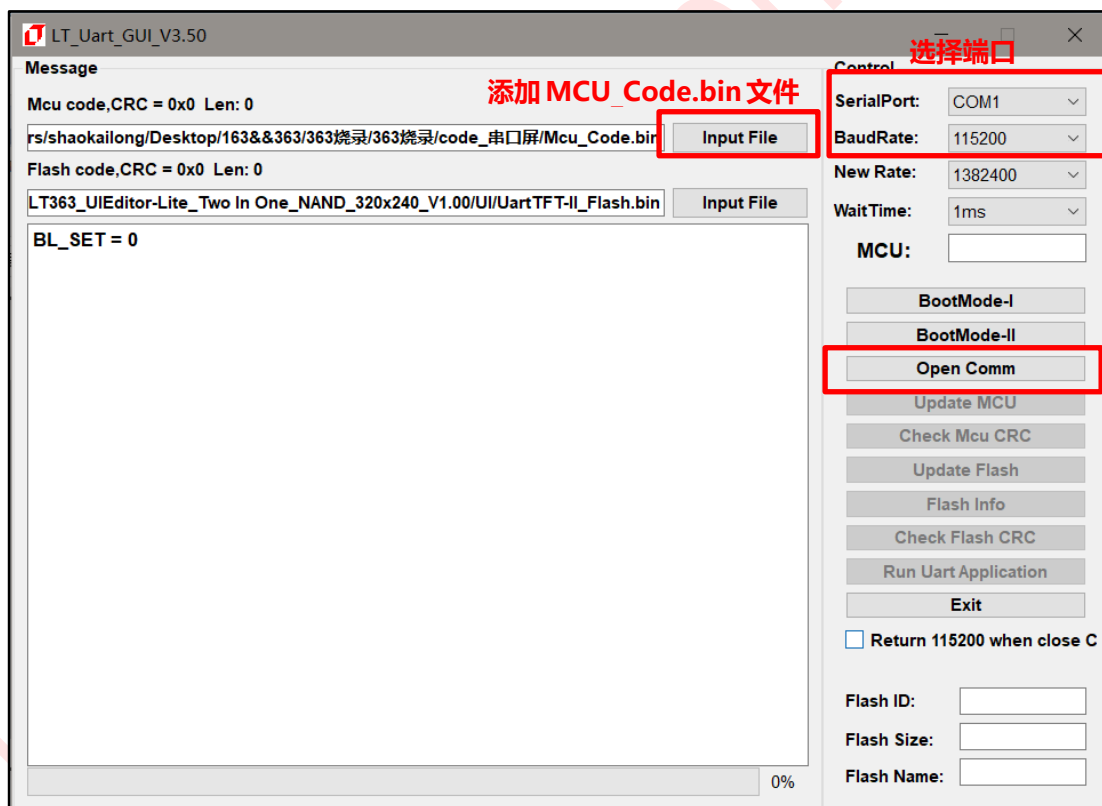 LT_Uart_GUI_V3.50
选择端口
Message
Control
添加 MCU_Code.bin 文件
Mcu code,CRC = 0x0 Len: 0
rs/shaokailong/Desktop/163&&363/363烧录/363烧录/code_串口屏/Mcu_Code.bin
Input File
Flash code,CRC = 0x0 Len: 0
LT363_UIEditor-Lite_Two In One_NAND_320x240_V1.00/UI/UartTFT-II_Flash.bin
Input File
BL_SET = 0
0%
SerialPort: COM1
BaudRate: 115200
New Rate: 1382400
WaitTime: 1ms
MCU:
BootMode-I
BootMode-II
Open Comm
Update MCU
Check Mcu CRC
Update Flash
Flash Info
Check Flash CRC
Run Uart Application
Exit
Return 115200 when close C
Flash ID:
Flash Size:
Flash Name: